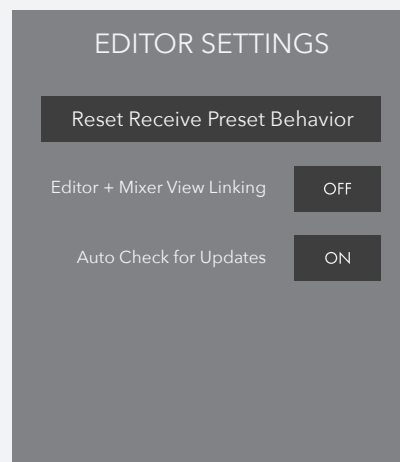 EDITOR SETTINGS
Reset Receive Preset Behavior
Editor + Mixer View Linking OFF
Auto Check for Updates ON